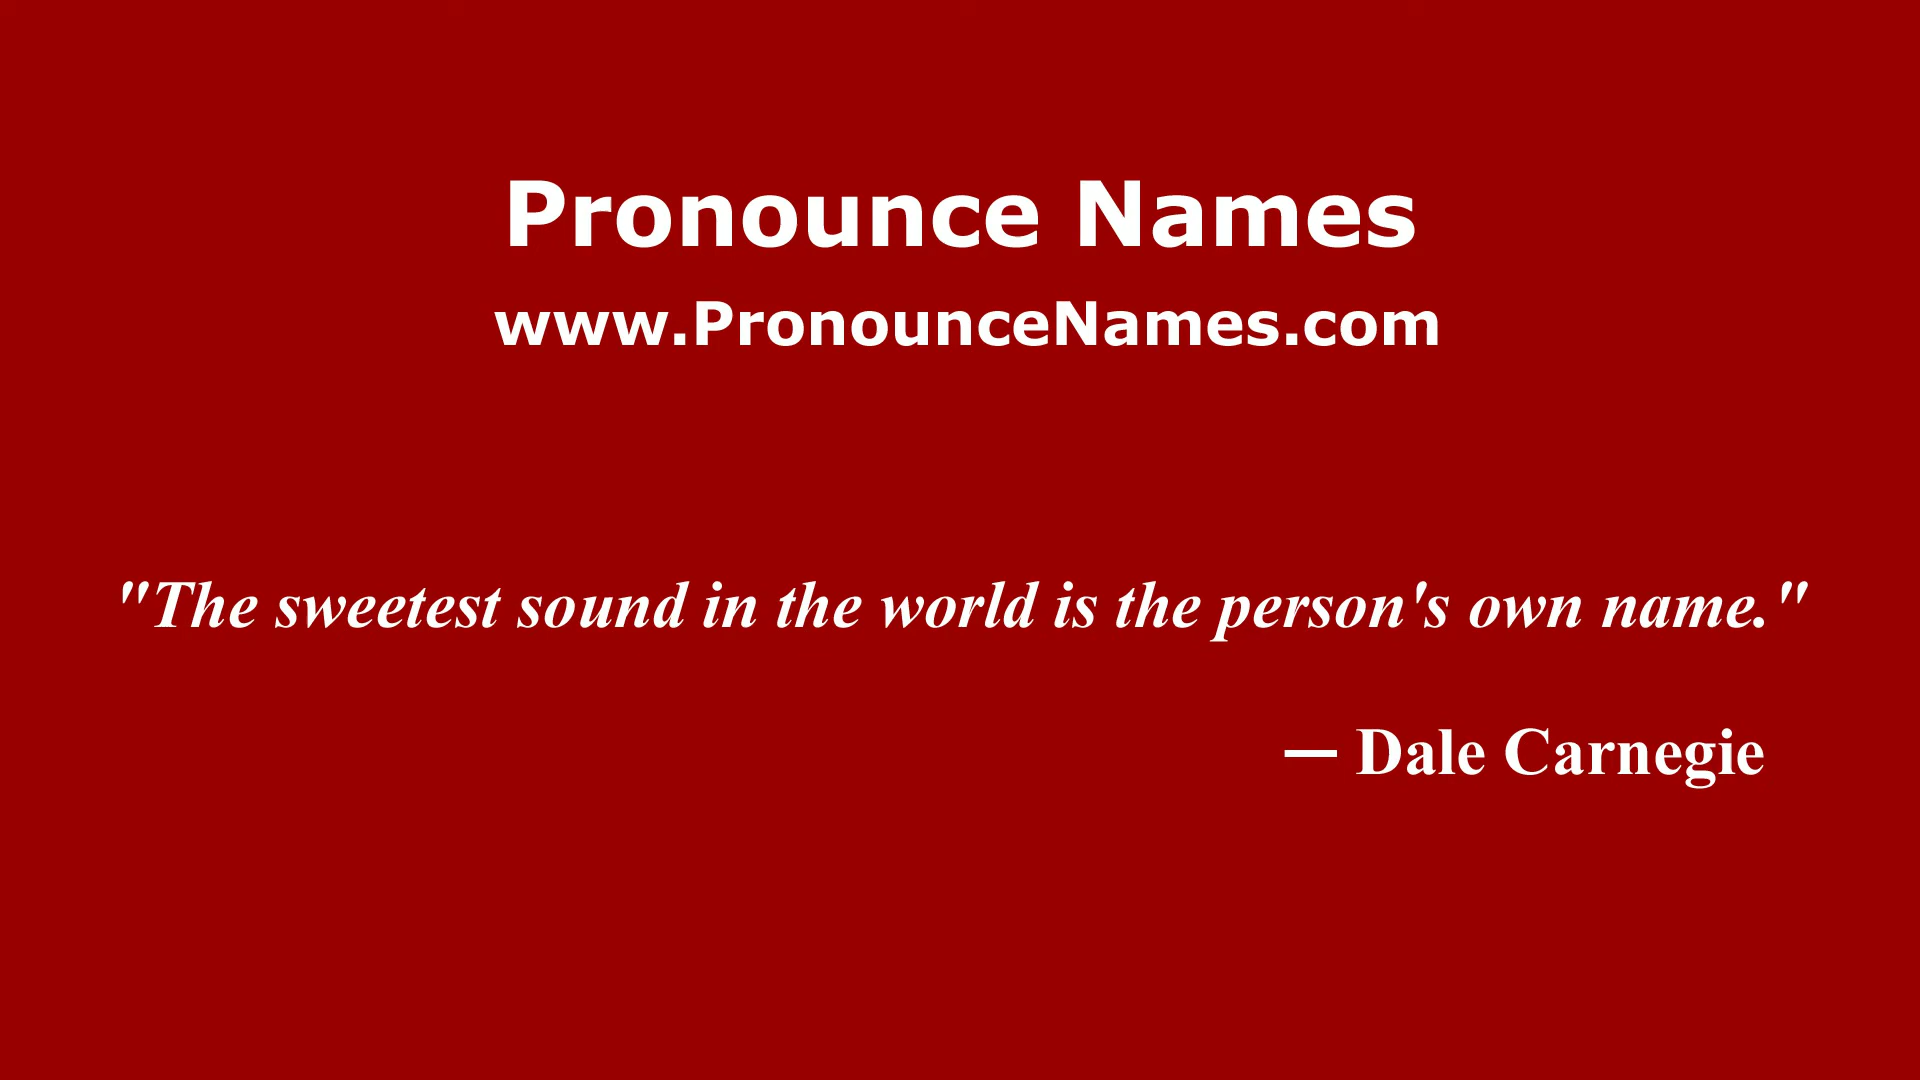 Pronounce Names
www.PronounceNames.com
"The sweetest sound in the world is the person's own name."
— Dale Carnegie